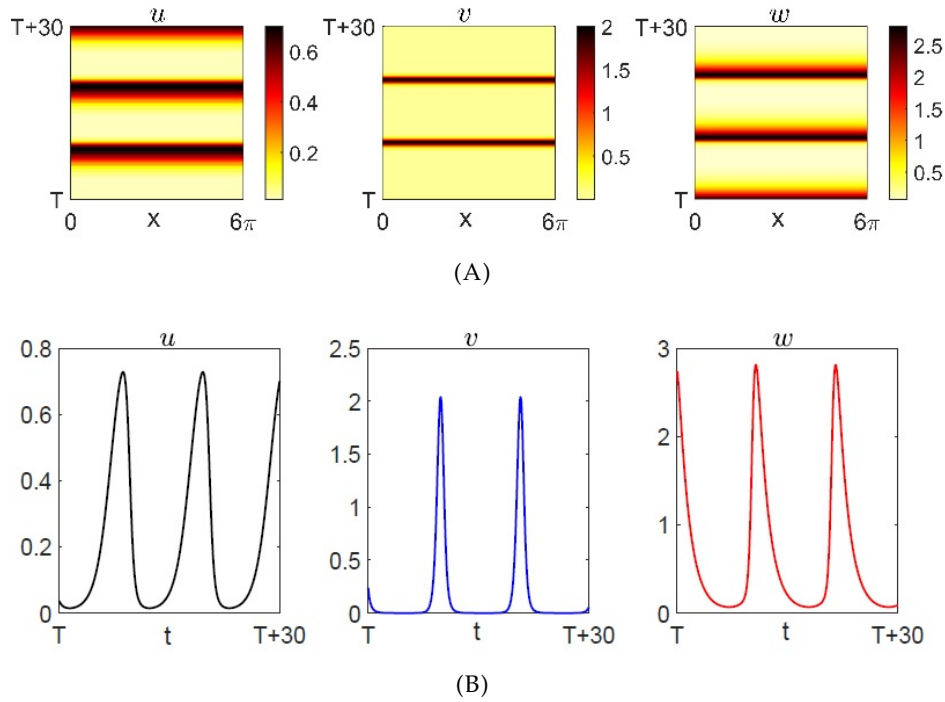 u v w
T+30 T+30 T+30
0.6 2 2.5
0.4 1.5 2
0.2 1 1.5
0.5 1
0.5
T T T
0 x 6π 0 x 6π 0 x 6π
(A)
u v w
0.8 2.5 3
0.6 2 2
0.4 1.5 1
0.2 1 0
0 0.5
0
T t T+30 T t T+30 T t T+30
(B)